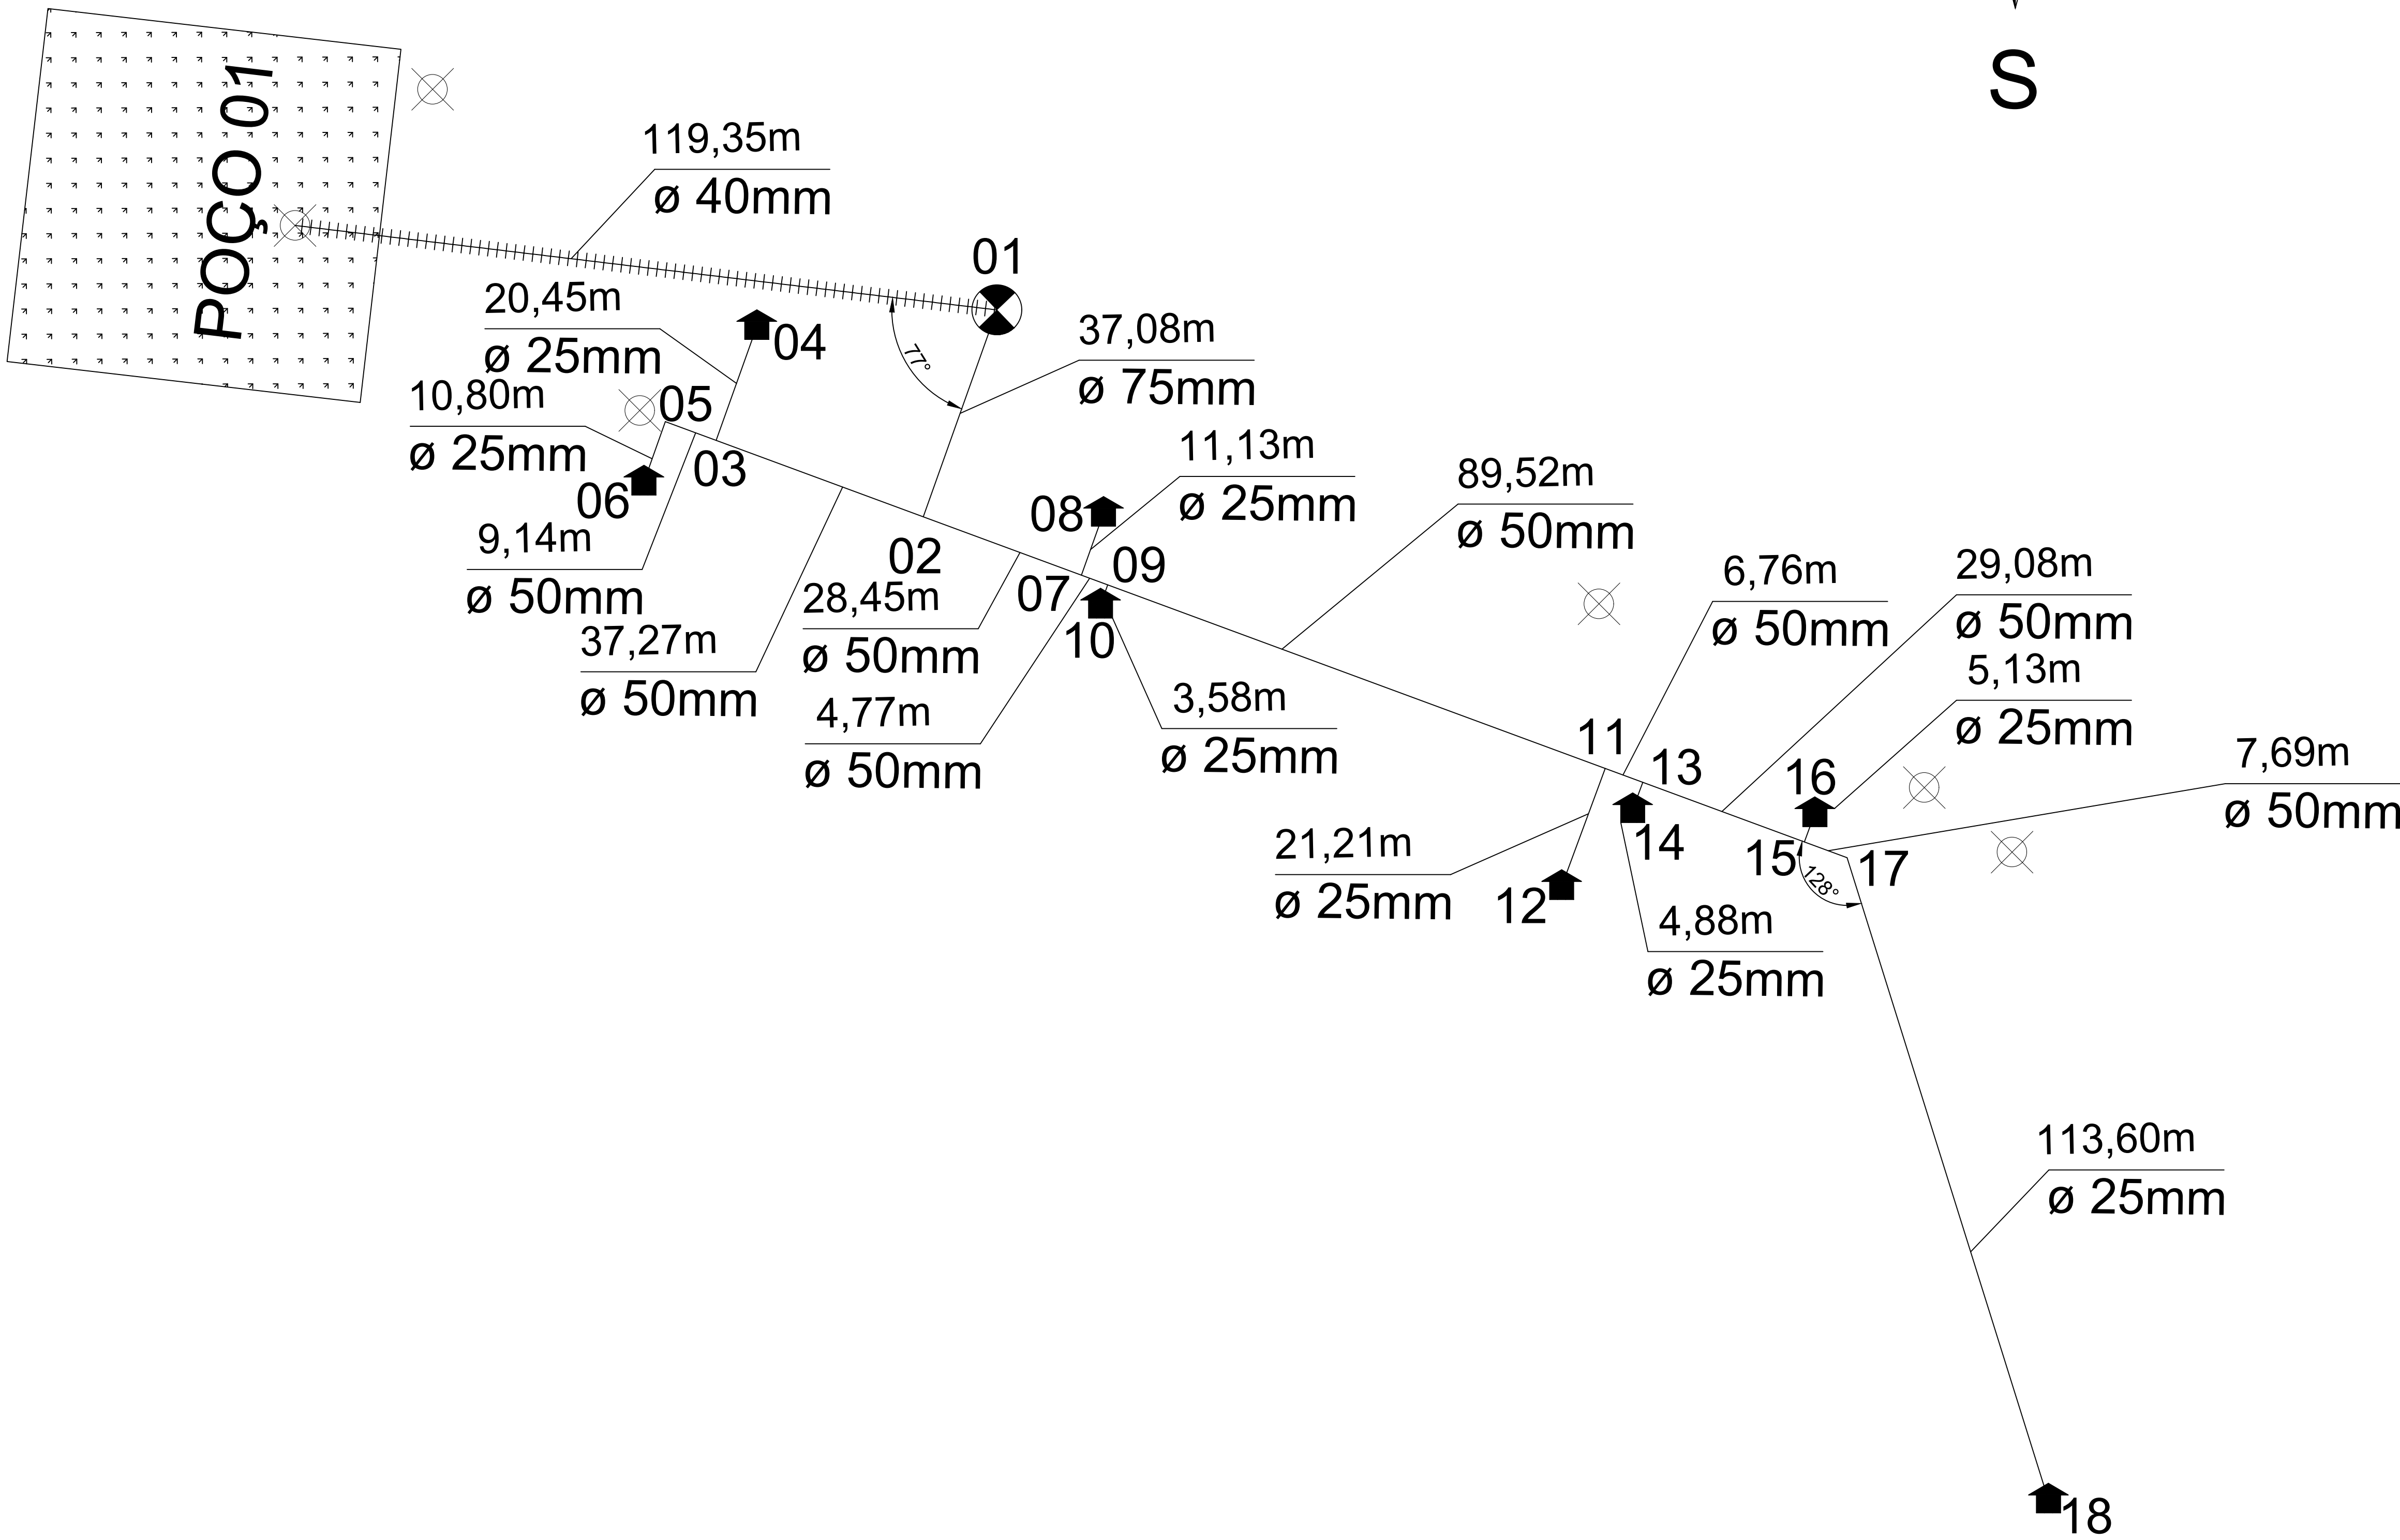 S
POÇO 01
119,35m
ø 40mm
01
20,45m
ø 25mm
04
77°
37,08m
ø 75mm
10,80m
ø 25mm
05
03
06
11,13m
ø 25mm
89,52m
ø 50mm
08
9,14m
ø 50mm
02
07
09
28,45m
ø 50mm
10
37,27m
ø 50mm
4,77m
ø 50mm
3,58m
ø 25mm
6,76m
ø 50mm
29,08m
ø 50mm
5,13m
ø 25mm
11
13
16
7,69m
ø 50mm
21,21m
ø 25mm
12
14
15
17
128°
4,88m
ø 25mm
113,60m
ø 25mm
18